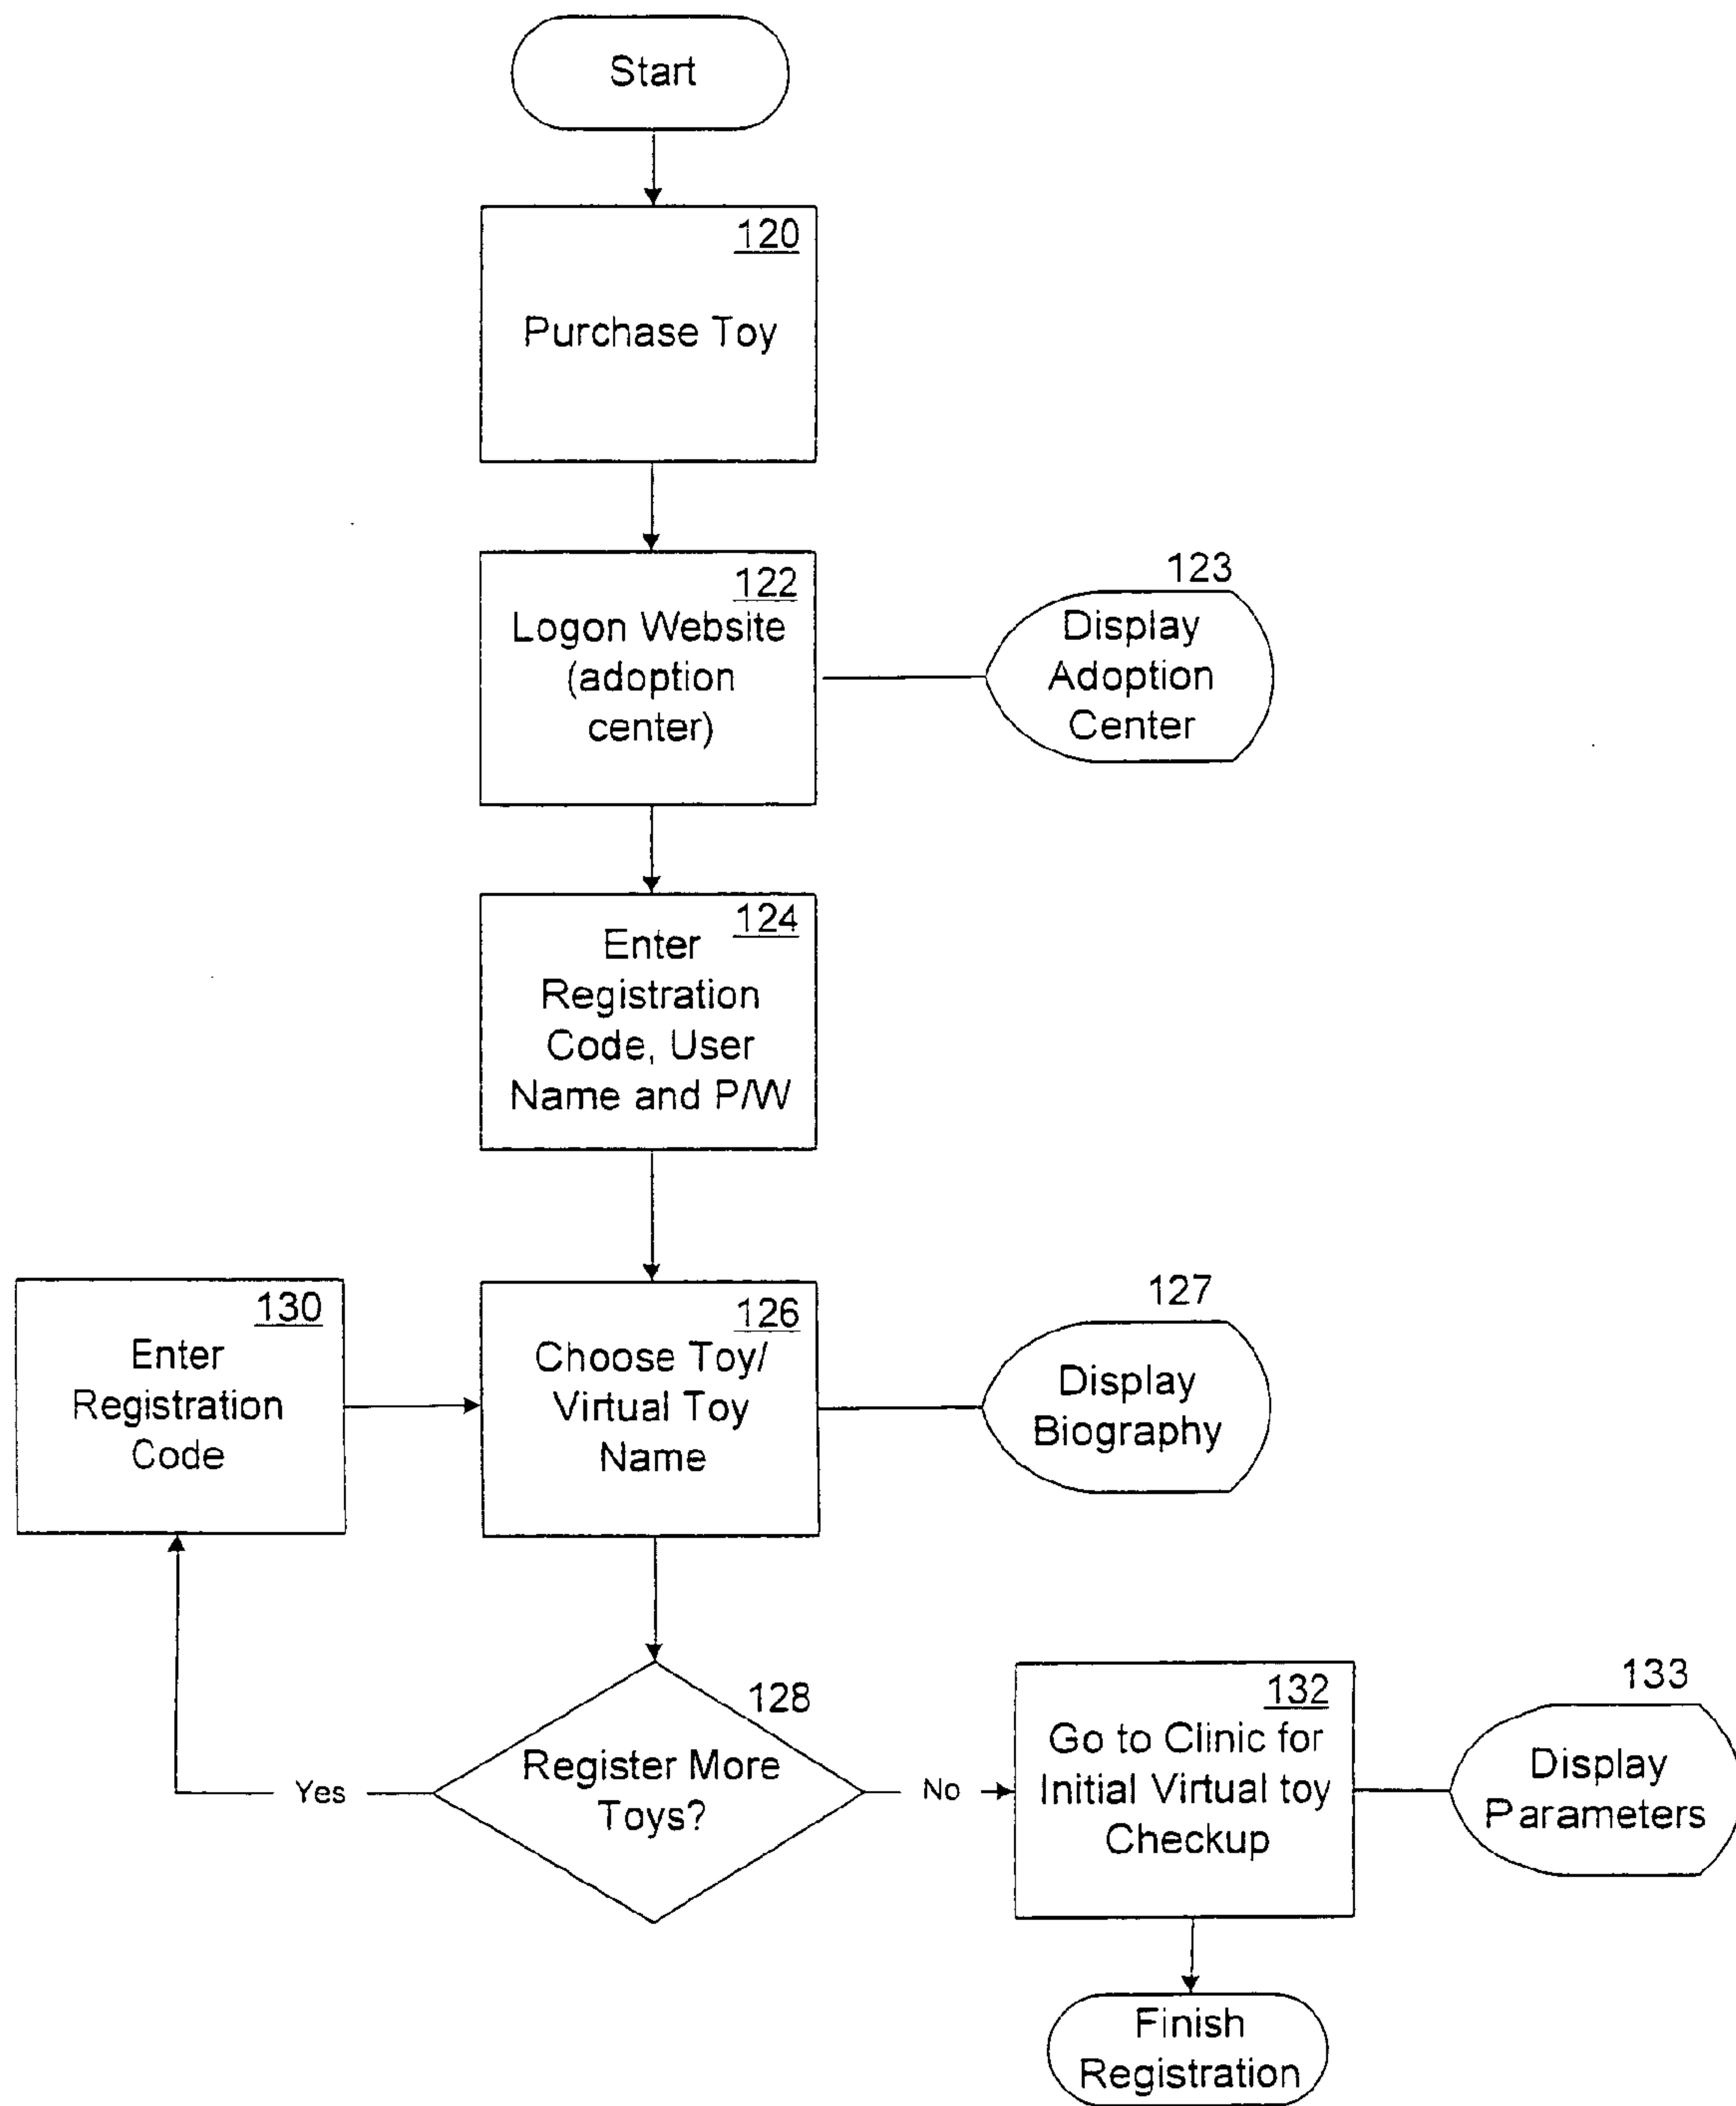 Start
120
Purchase Toy
122
Logon Website
(adoption
center)
123
Display
Adoption
Center
124
Enter
Registration
Code, User
Name and P/W
130
Enter
Registration
Code
126
Choose Toy/
Virtual Toy
Name
127
Display
Biography
128
Register More
Toys?
Yes
No
132
Go to Clinic for
Initial Virtual toy
Checkup
133
Display
Parameters
Finish
Registration